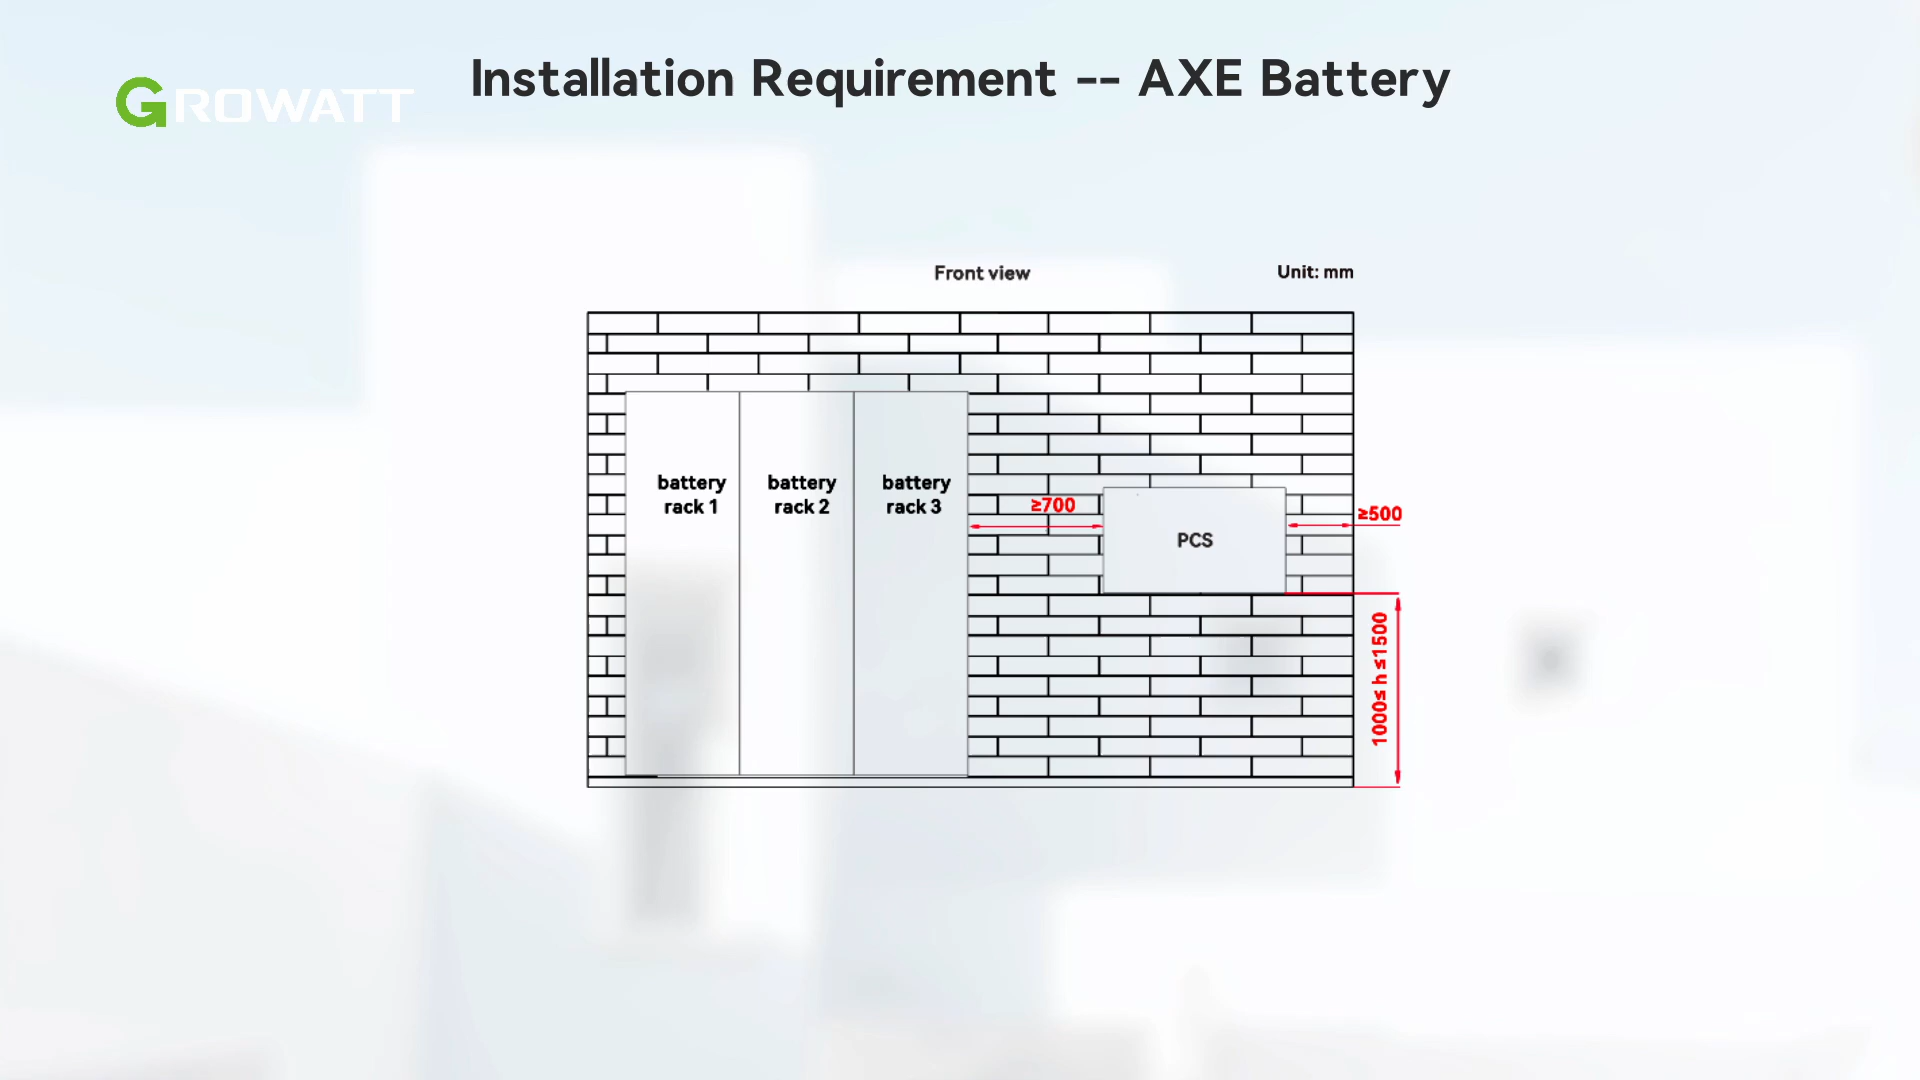 GROWATT
Installation Requirement -- AXE Battery
Front view
Unit: mm
battery
rack 1
battery
rack 2
battery
rack 3
≥700
PCS
≥500
1000≤ h ≤1500